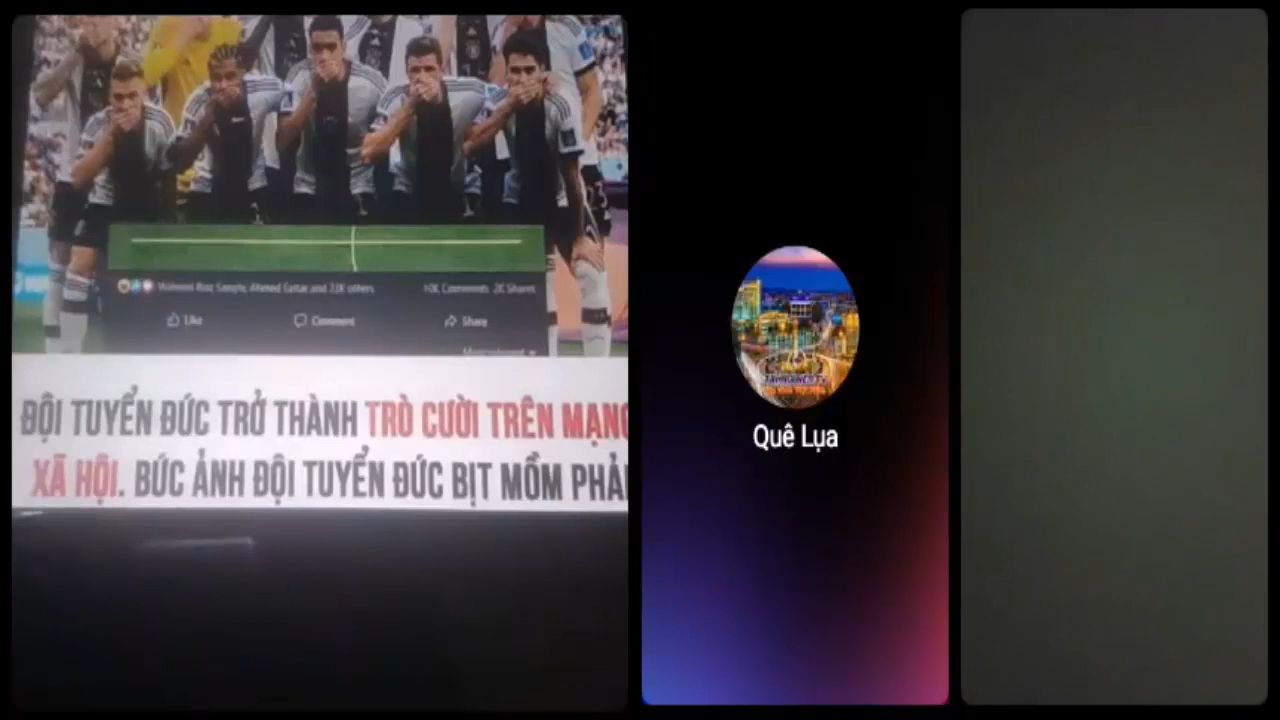 Like
Comment
Share
ĐỘI TUYỂN ĐỨC TRỞ THÀNH TRÒ CƯỜI TRÊN MẠNG
XÃ HỘI. BỨC ẢNH ĐỘI TUYỂN ĐỨC BỊT MỒM PHẢI
Quê Lụa